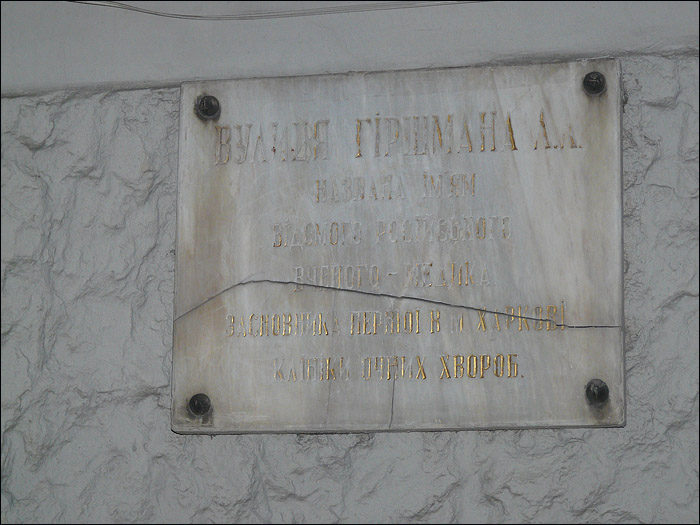 ВУЛИЦЯ ГІРШМАНА Л.Л.
НАЗВАНА ІМ'ЯМ
ВІДОМОГО РОСІЙСЬКОГО
ВЧЕНОГО-МЕДИКА,
ЗАСНОВНИКА ПЕРШОЇ В М. ХАРКОВІ
КЛІНІКИ ОЧНИХ ХВОРОБ.